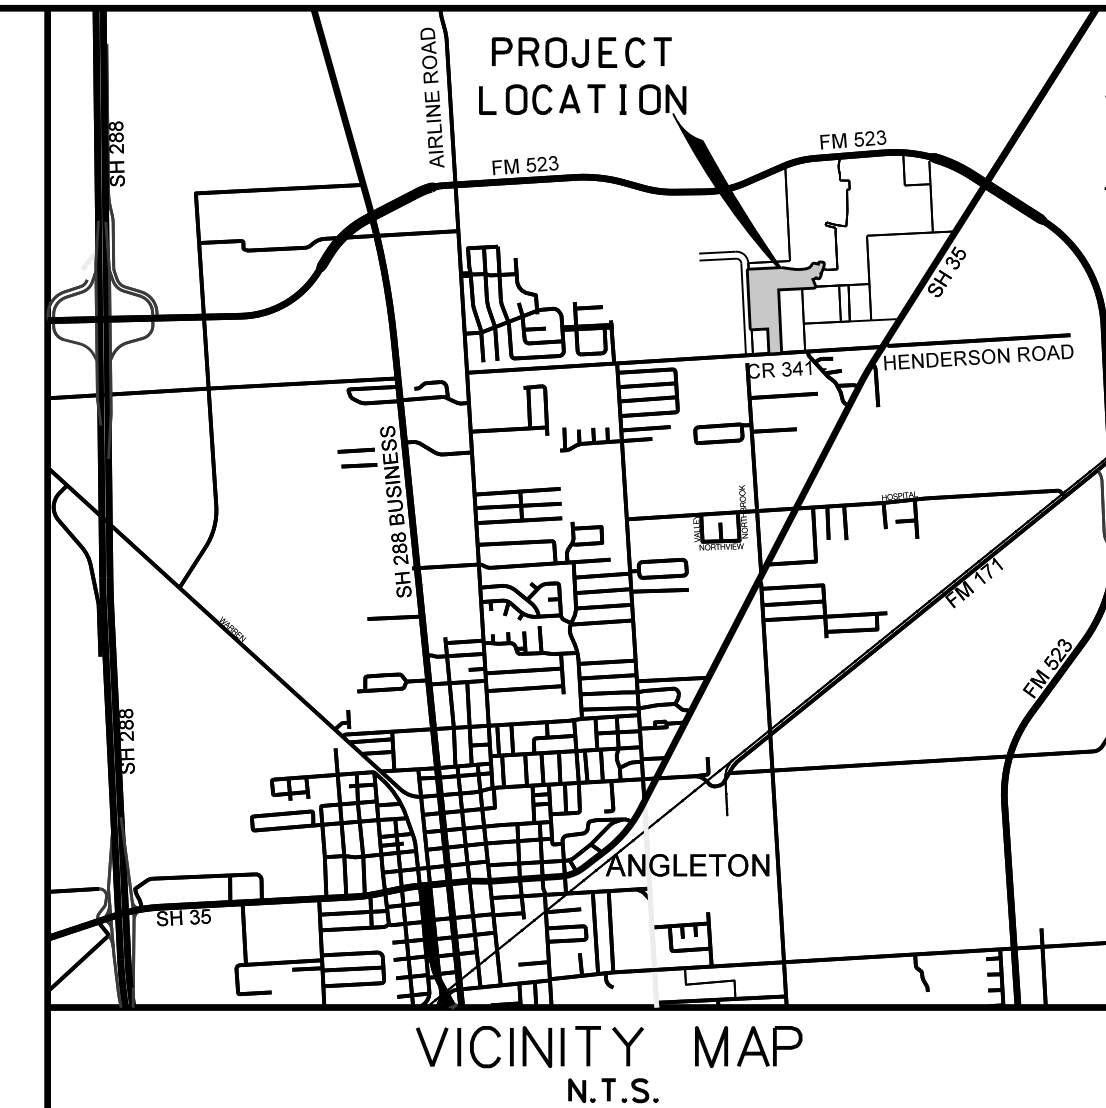 PROJECT
LOCATION
AIRLINE ROAD
SH 288
FM 523
FM 523
SH 35
CR 341
HENDERSON ROAD
SH 288 BUSINESS
VALLEY
NORTHBROOK
NORTHVIEW
HOSPITAL
FM 171
WARREN
FM 523
SH 288
ANGLETON
SH 35
VICINITY MAP
N.T.S.